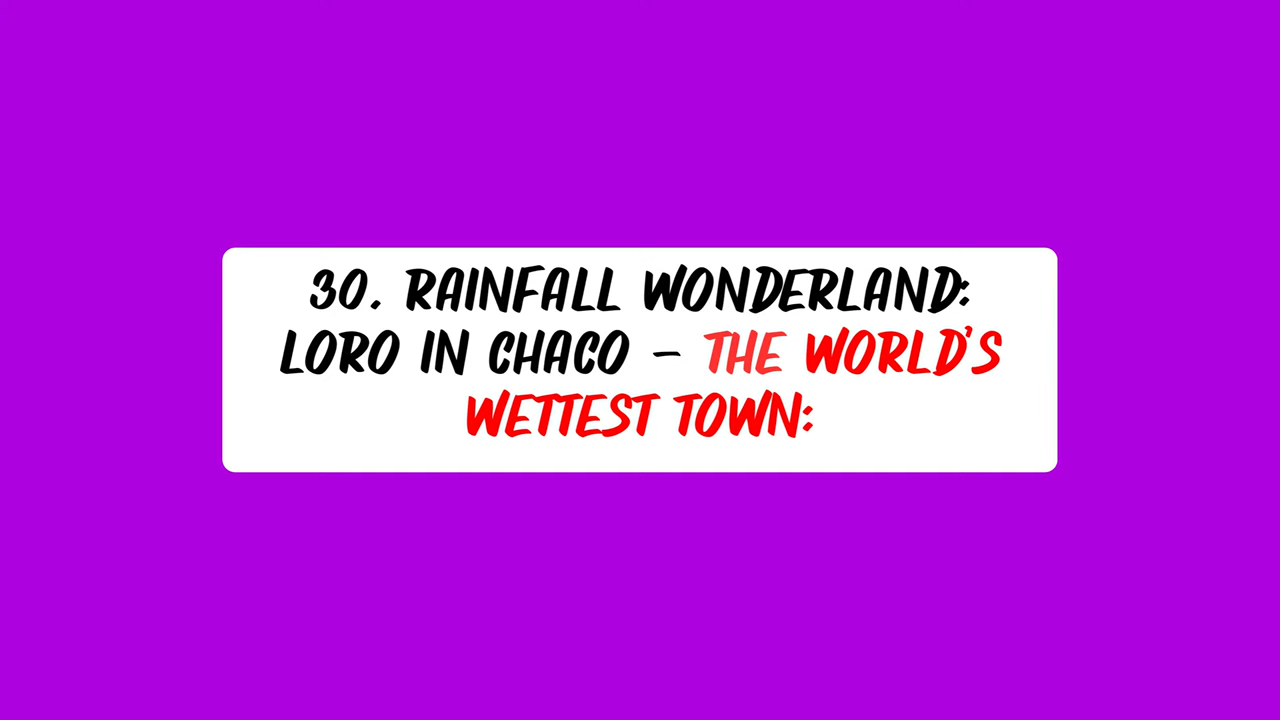 30. RAINFALL WONDERLAND:
LORO IN CHACO – THE WORLD'S
WETTEST TOWN: